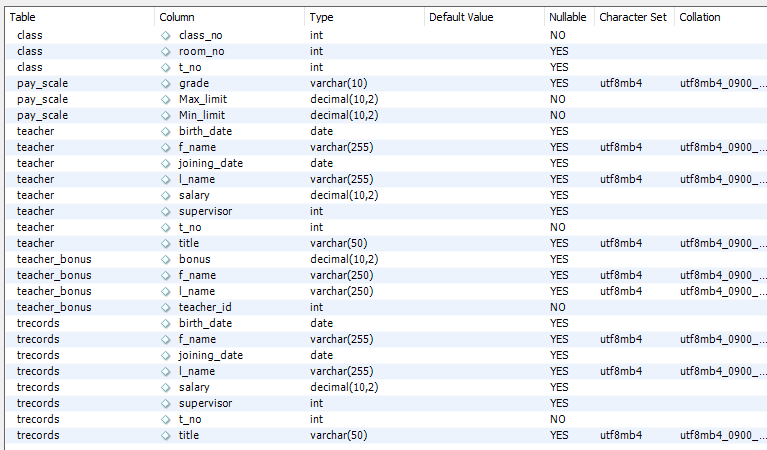 Table Column Type Default Value Nullable Character Set Collation
class class_no int NO
class room_no int YES
class t_no int YES
pay_scale grade varchar(10) YES utf8mb4 utf8mb4_0900_...
pay_scale Max_limit decimal(10,2) NO
pay_scale Min_limit decimal(10,2) NO
teacher birth_date date YES
teacher f_name varchar(255) YES utf8mb4 utf8mb4_0900_...
teacher joining_date date YES
teacher l_name varchar(255) YES utf8mb4 utf8mb4_0900_...
teacher salary decimal(10,2) YES
teacher supervisor int YES
teacher t_no int NO
teacher title varchar(50) YES utf8mb4 utf8mb4_0900_...
teacher_bonus bonus decimal(10,2) YES
teacher_bonus f_name varchar(250) YES utf8mb4 utf8mb4_0900_...
teacher_bonus l_name varchar(250) YES utf8mb4 utf8mb4_0900_...
teacher_bonus teacher_id int NO
trecords birth_date date YES
trecords f_name varchar(255) YES utf8mb4 utf8mb4_0900_...
trecords joining_date date YES
trecords l_name varchar(255) YES utf8mb4 utf8mb4_0900_...
trecords salary decimal(10,2) YES
trecords supervisor int YES
trecords t_no int NO
trecords title varchar(50) YES utf8mb4 utf8mb4_0900_...